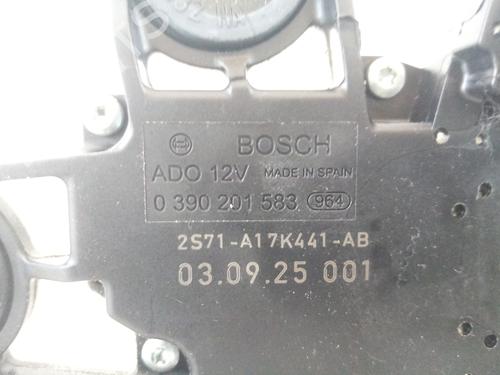 BOSCH
ADO 12V MADE IN SPAIN
0 390 201 583 964
2S71-A17K441-AB
03.09.25 001